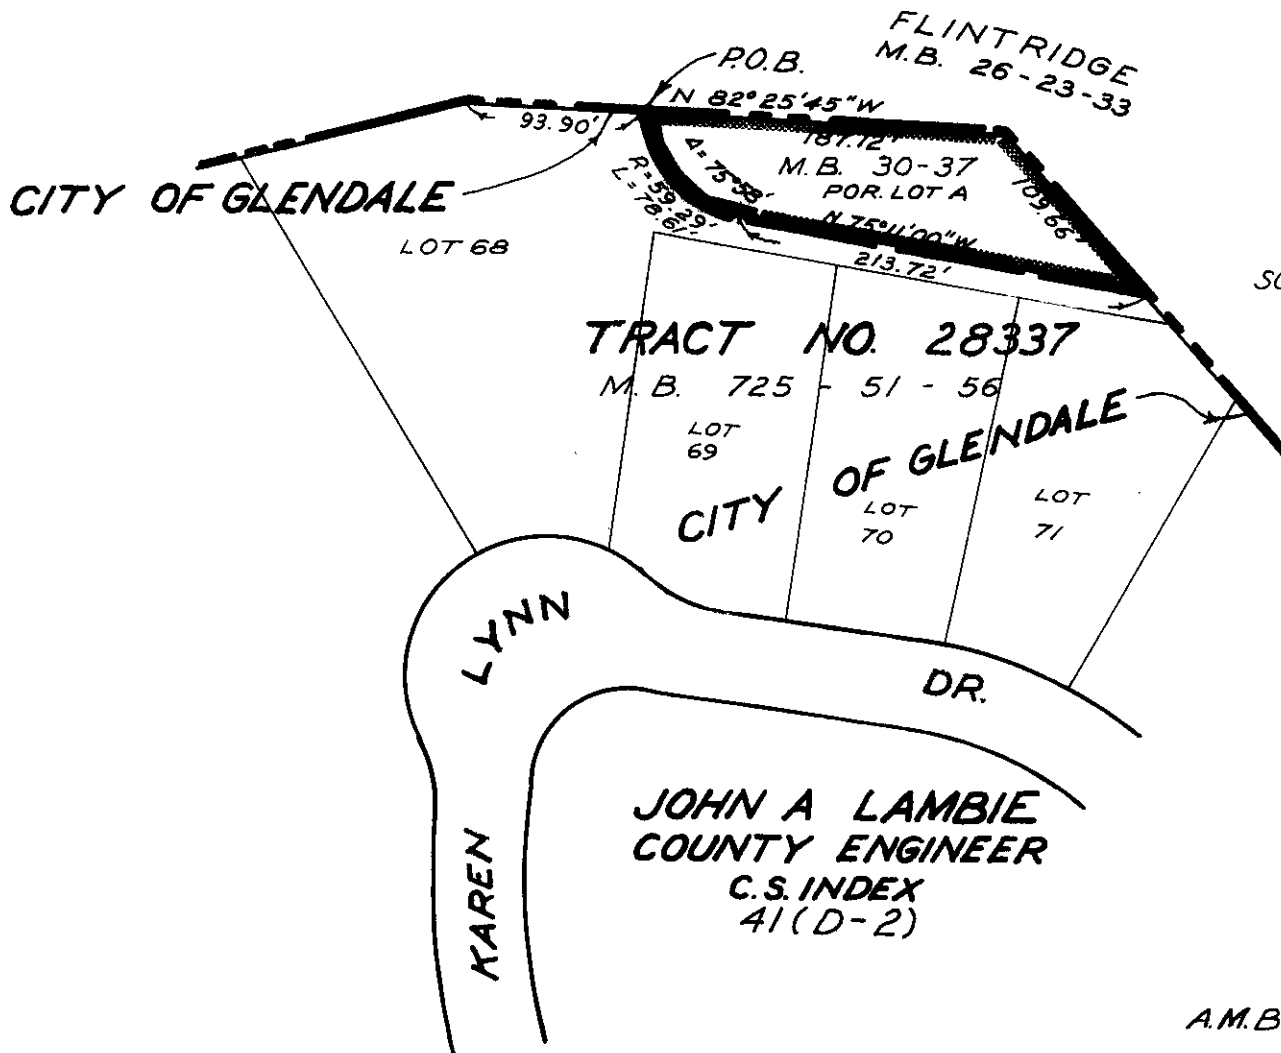 FLINTRIDGE
M.B. 26-23-33
P.O.B.
N 82°25'45"W
93.90'
187.72'
M.B. 30-37
POR. LOT A
Δ=75°58'
R=59.29'
L=78.61'
109.66'
N 75°11'00"W
213.72'
CITY OF GLENDALE
LOT 68
TRACT NO. 28337
M.B. 725 - 51 - 56
LOT
69
CITY OF GLENDALE
LOT
70
LOT
71
KAREN LYNN DR.
JOHN A LAMBIE
COUNTY ENGINEER
C.S. INDEX
41(D-2)
A.M.B